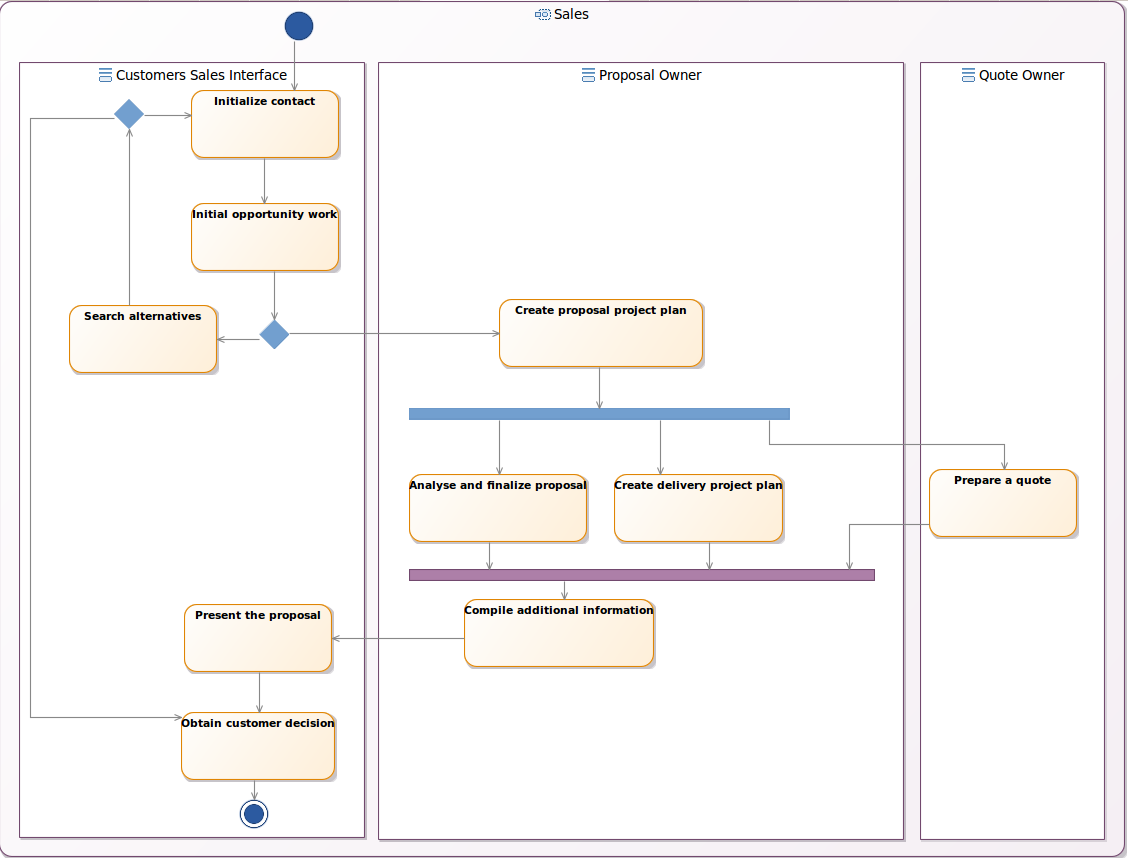 Sales
Customers Sales Interface
Proposal Owner
Quote Owner
Initialize contact
Initial opportunity work
Search alternatives
Create proposal project plan
Analyse and finalize proposal
Create delivery project plan
Prepare a quote
Compile additional information
Present the proposal
Obtain customer decision